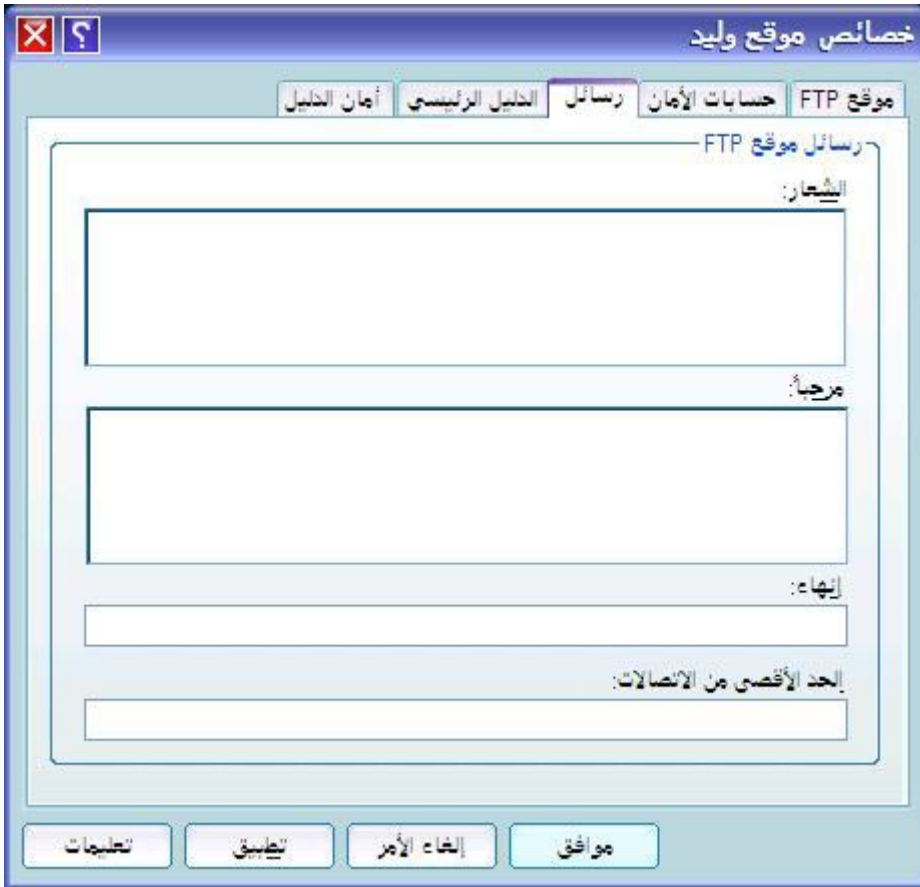 خصائص موقع وليد
موقع FTP حسابات الأمان رسائل الدليل الرئيسي أمان الدليل
رسائل موقع FTP
الشعار:
مرحباً:
إنهاء:
الحد الأقصى من الاتصالات:
موافق إلغاء الأمر تطبيق تعليمات